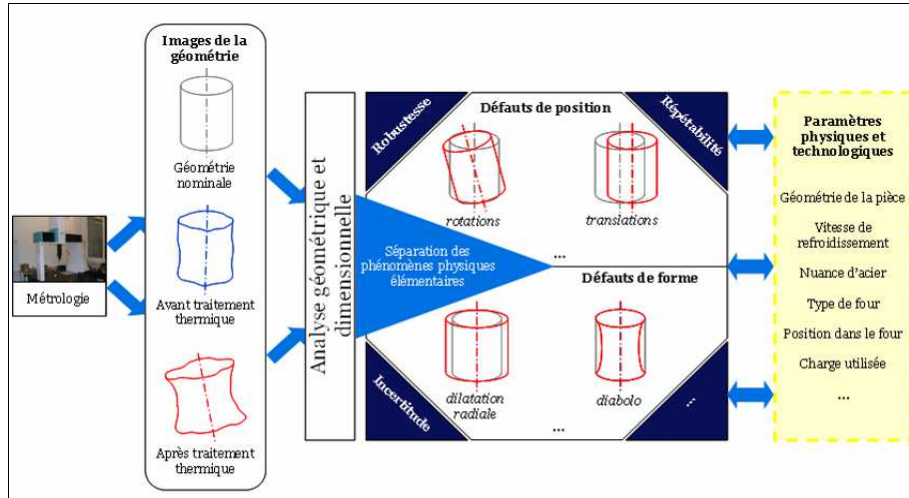 Métrologie
Images de la
géométrie
Géométrie
nominale
Avant traitement
thermique
Après traitement
thermique
Analyse géométrique et
dimensionnelle
Séparation des
phénomènes physiques
élémentaires
Robustesse
Répétabilité
Incertitude
...
Défauts de position
rotations
translations
...
Défauts de forme
dilatation
radiale
diabolo
...
Paramètres
physiques et
technologiques
Géométrie de la pièce
Vitesse de
refroidissement
Nuance d'acier
Type de four
Position dans le four
Charge utilisée
...